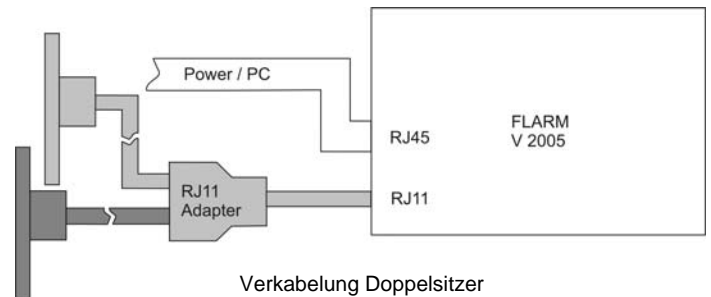 Power / PC
RJ45
FLARM
V 2005
RJ11
Adapter
RJ11
Verkabelung Doppelsitzer